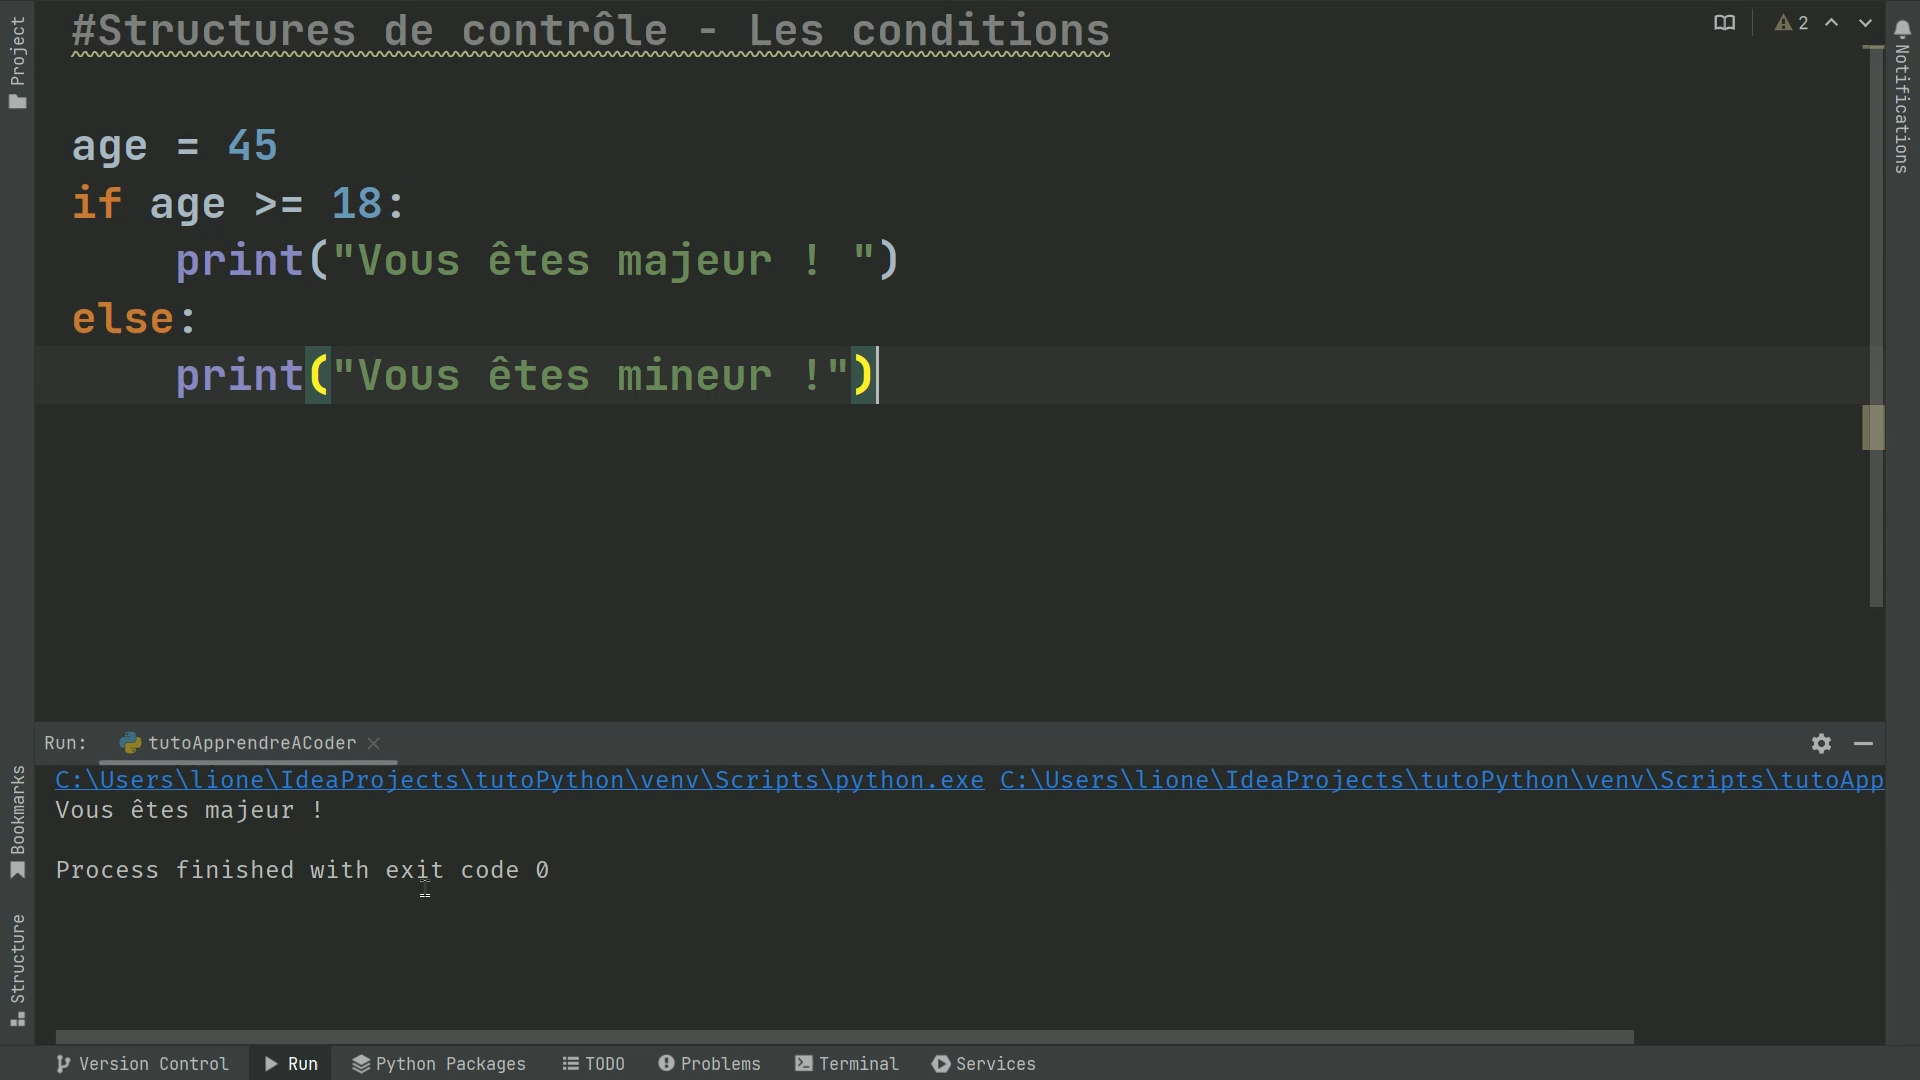 #Structures de contrôle - Les conditions
2
age = 45
if age >= 18:
print("Vous êtes majeur ! ")
else:
print("Vous êtes mineur !")
Project
Notifications
Bookmarks
Structure
Run: tutoApprendreACoder
C:\Users\lione\IdeaProjects\tutoPython\venv\Scripts\python.exe C:\Users\lione\IdeaProjects\tutoPython\venv\Scripts\tutoApp
Vous êtes majeur !
Process finished with exit code 0
Version Control Run Python Packages TODO Problems Terminal Services